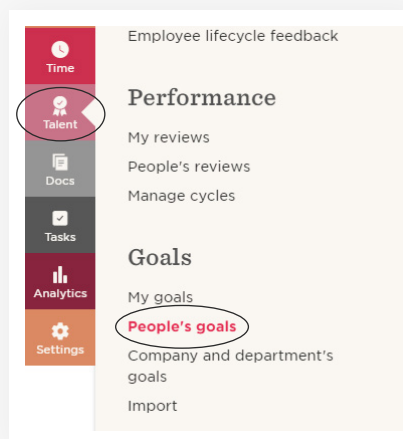 Time
Talent
Docs
Tasks
Analytics
Settings
Employee lifecycle feedback
Performance
My reviews
People's reviews
Manage cycles
Goals
My goals
People's goals
Company and department's
goals
Import